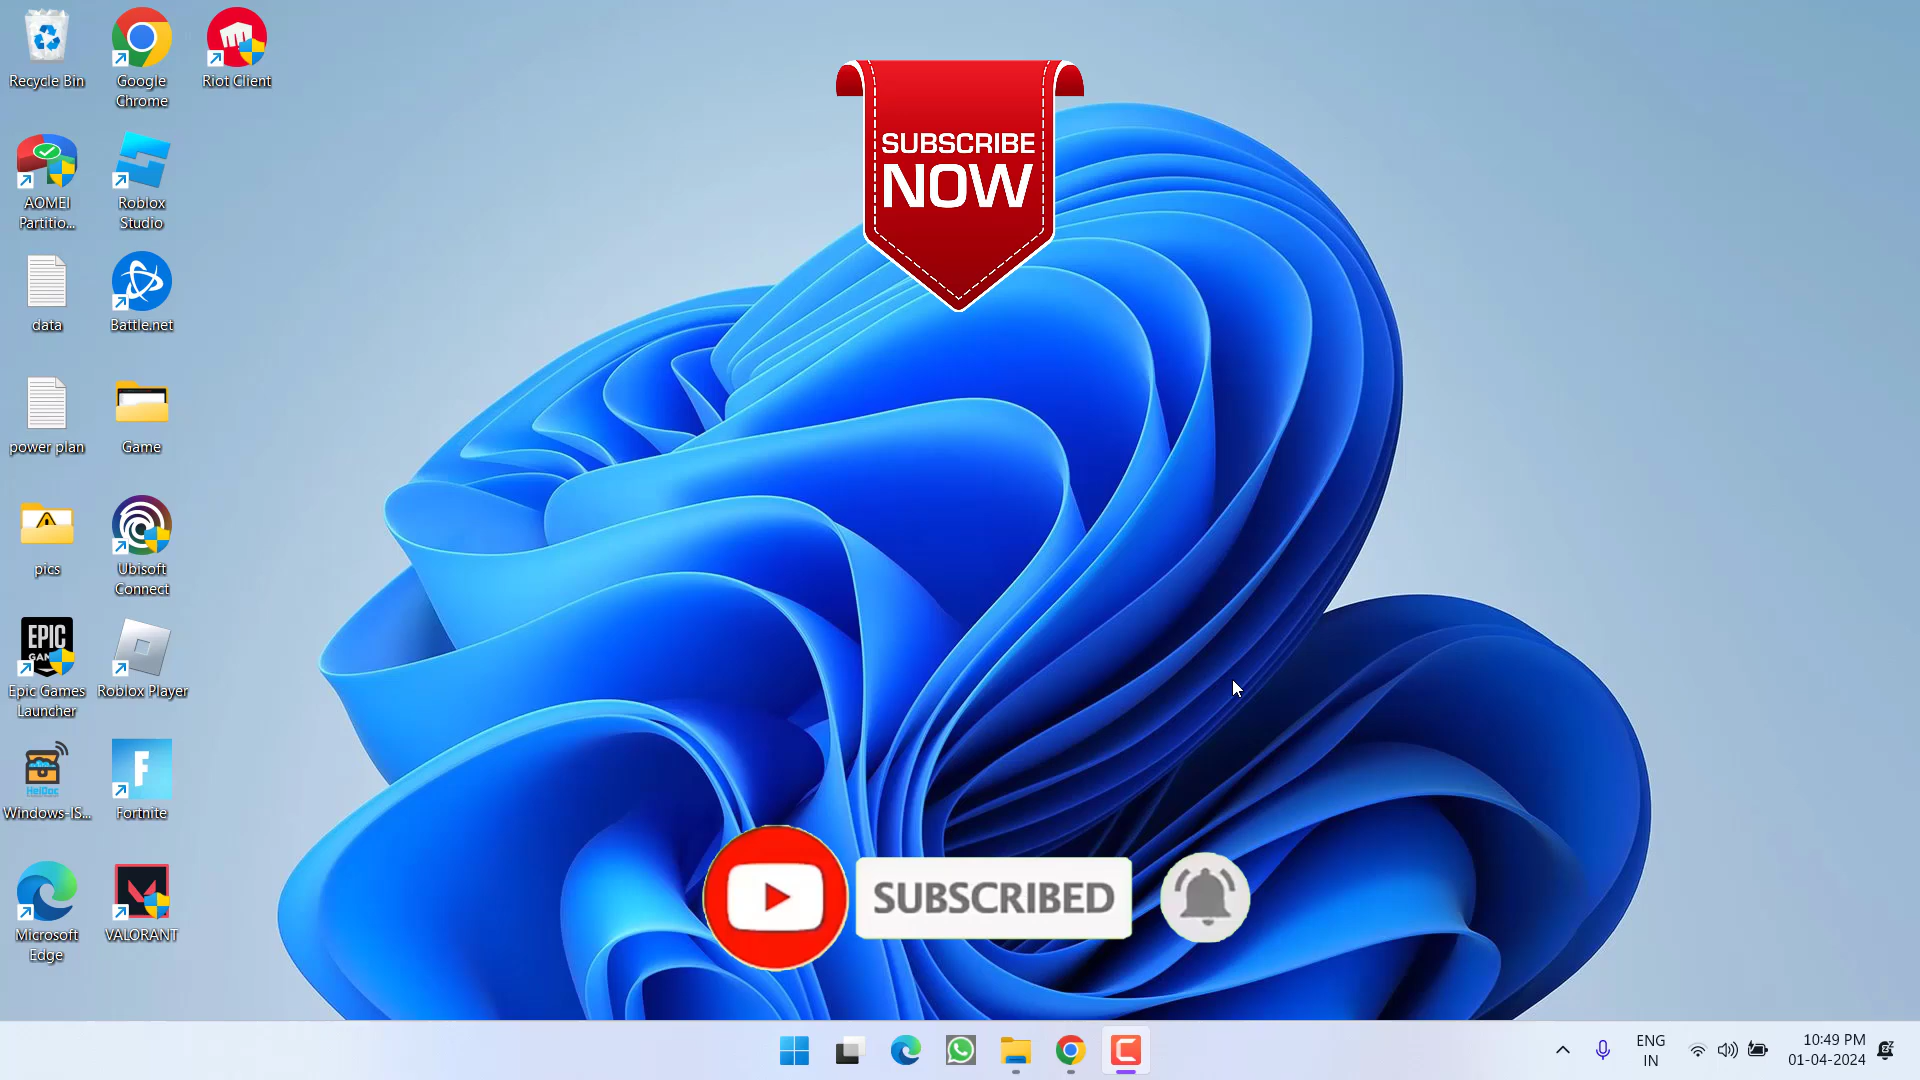 Recycle Bin
Google
Chrome
Riot Client
AOMEI
Partitio...
Roblox
Studio
data
Battle.net
power plan
Game
pics
Ubisoft
Connect
EPIC
Epic Games
Launcher
Roblox Player
HeiDoc
Windows-IS...
Fortnite
Microsoft
Edge
VALORANT
SUBSCRIBE
NOW
SUBSCRIBED
ENG
IN
10:49 PM
01-04-2024